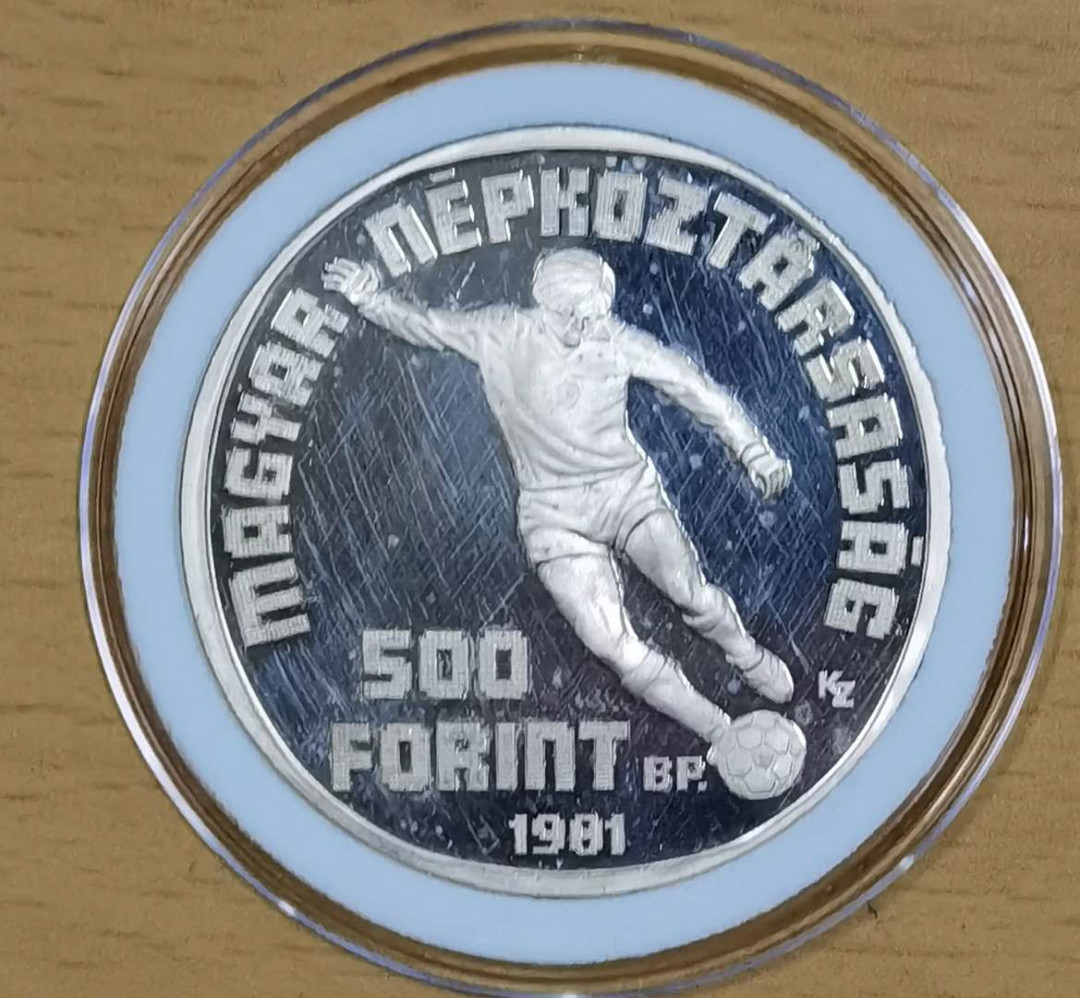 MAGYAR NÉPKÖZTÁRSASÁG
500
FORINT BP.
1981
KZ